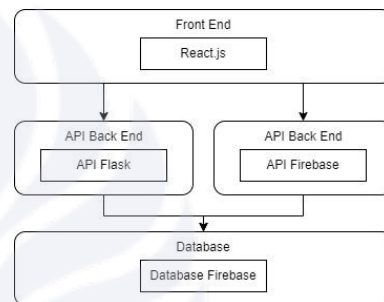 Front End
React.js
API Back End
API Flask
API Back End
API Firebase
Database
Database Firebase